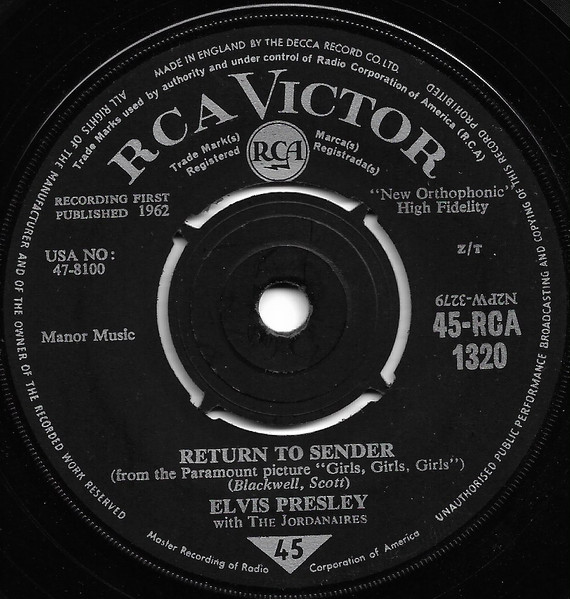 MADE IN ENGLAND BY THE DECCA RECORD CO. LTD.
Trade Marks used by authority and under control of Radio Corporation of America (R.C.A)
ALL RIGHTS OF THE MANUFACTURER AND OF THE OWNER OF THE RECORDED WORK RESERVED
UNAUTHORISED PUBLIC PERFORMANCE BROADCASTING AND COPYING OF THIS RECORD PROHIBITED
RCA VICTOR
Trade Mark(s)
Registered
RCA
Marca(s)
Registrada(s)
RECORDING FIRST
PUBLISHED 1962
"New Orthophonic"
High Fidelity
USA NO:
47-8100
Z/T
Manor Music
N2PW-3279
45-RCA
1320
RETURN TO SENDER
(from the Paramount picture "Girls, Girls, Girls")
(Blackwell, Scott)
ELVIS PRESLEY
with THE JORDANAIRES
45
Master Recording of Radio Corporation of America